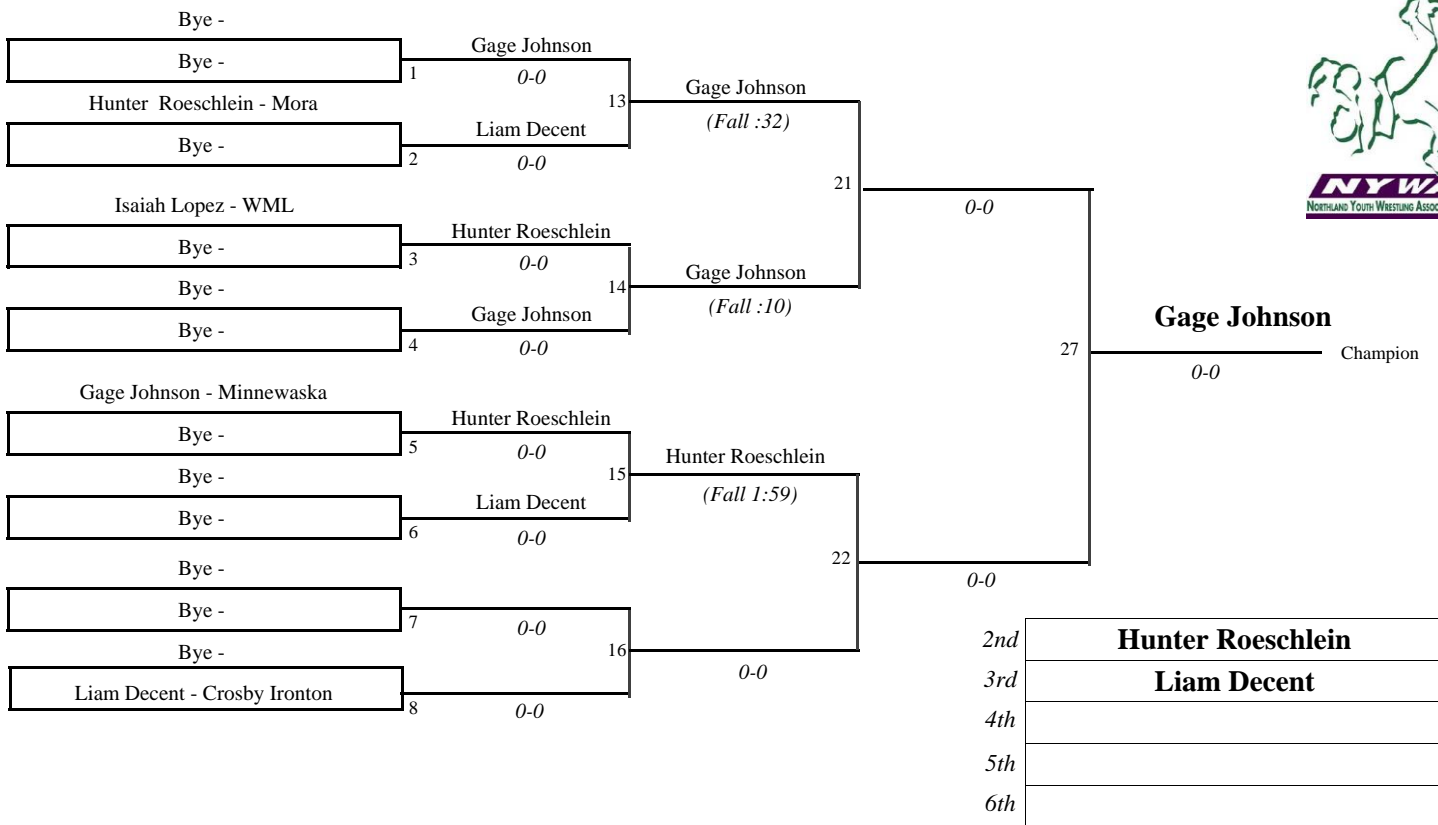 Bye -
Bye -
1
Gage Johnson
0-0
Hunter Roeschlein - Mora
Bye -
2
Liam Decent
0-0
13
Gage Johnson
(Fall :32)
Isaiah Lopez - WML
Bye -
3
Hunter Roeschlein
0-0
Bye -
Bye -
4
Gage Johnson
0-0
14
Gage Johnson
(Fall :10)
21
0-0
Gage Johnson - Minnewaska
Bye -
5
Hunter Roeschlein
0-0
Bye -
Bye -
6
Liam Decent
0-0
15
Hunter Roeschlein
(Fall 1:59)
Bye -
Bye -
7
0-0
Bye -
Liam Decent - Crosby Ironton
8
0-0
16
0-0
22
0-0
27
Gage Johnson
Champion
0-0
NYW
NORTHLAND YOUTH WRESTLING
2nd Hunter Roeschlein
3rd Liam Decent
4th
5th
6th